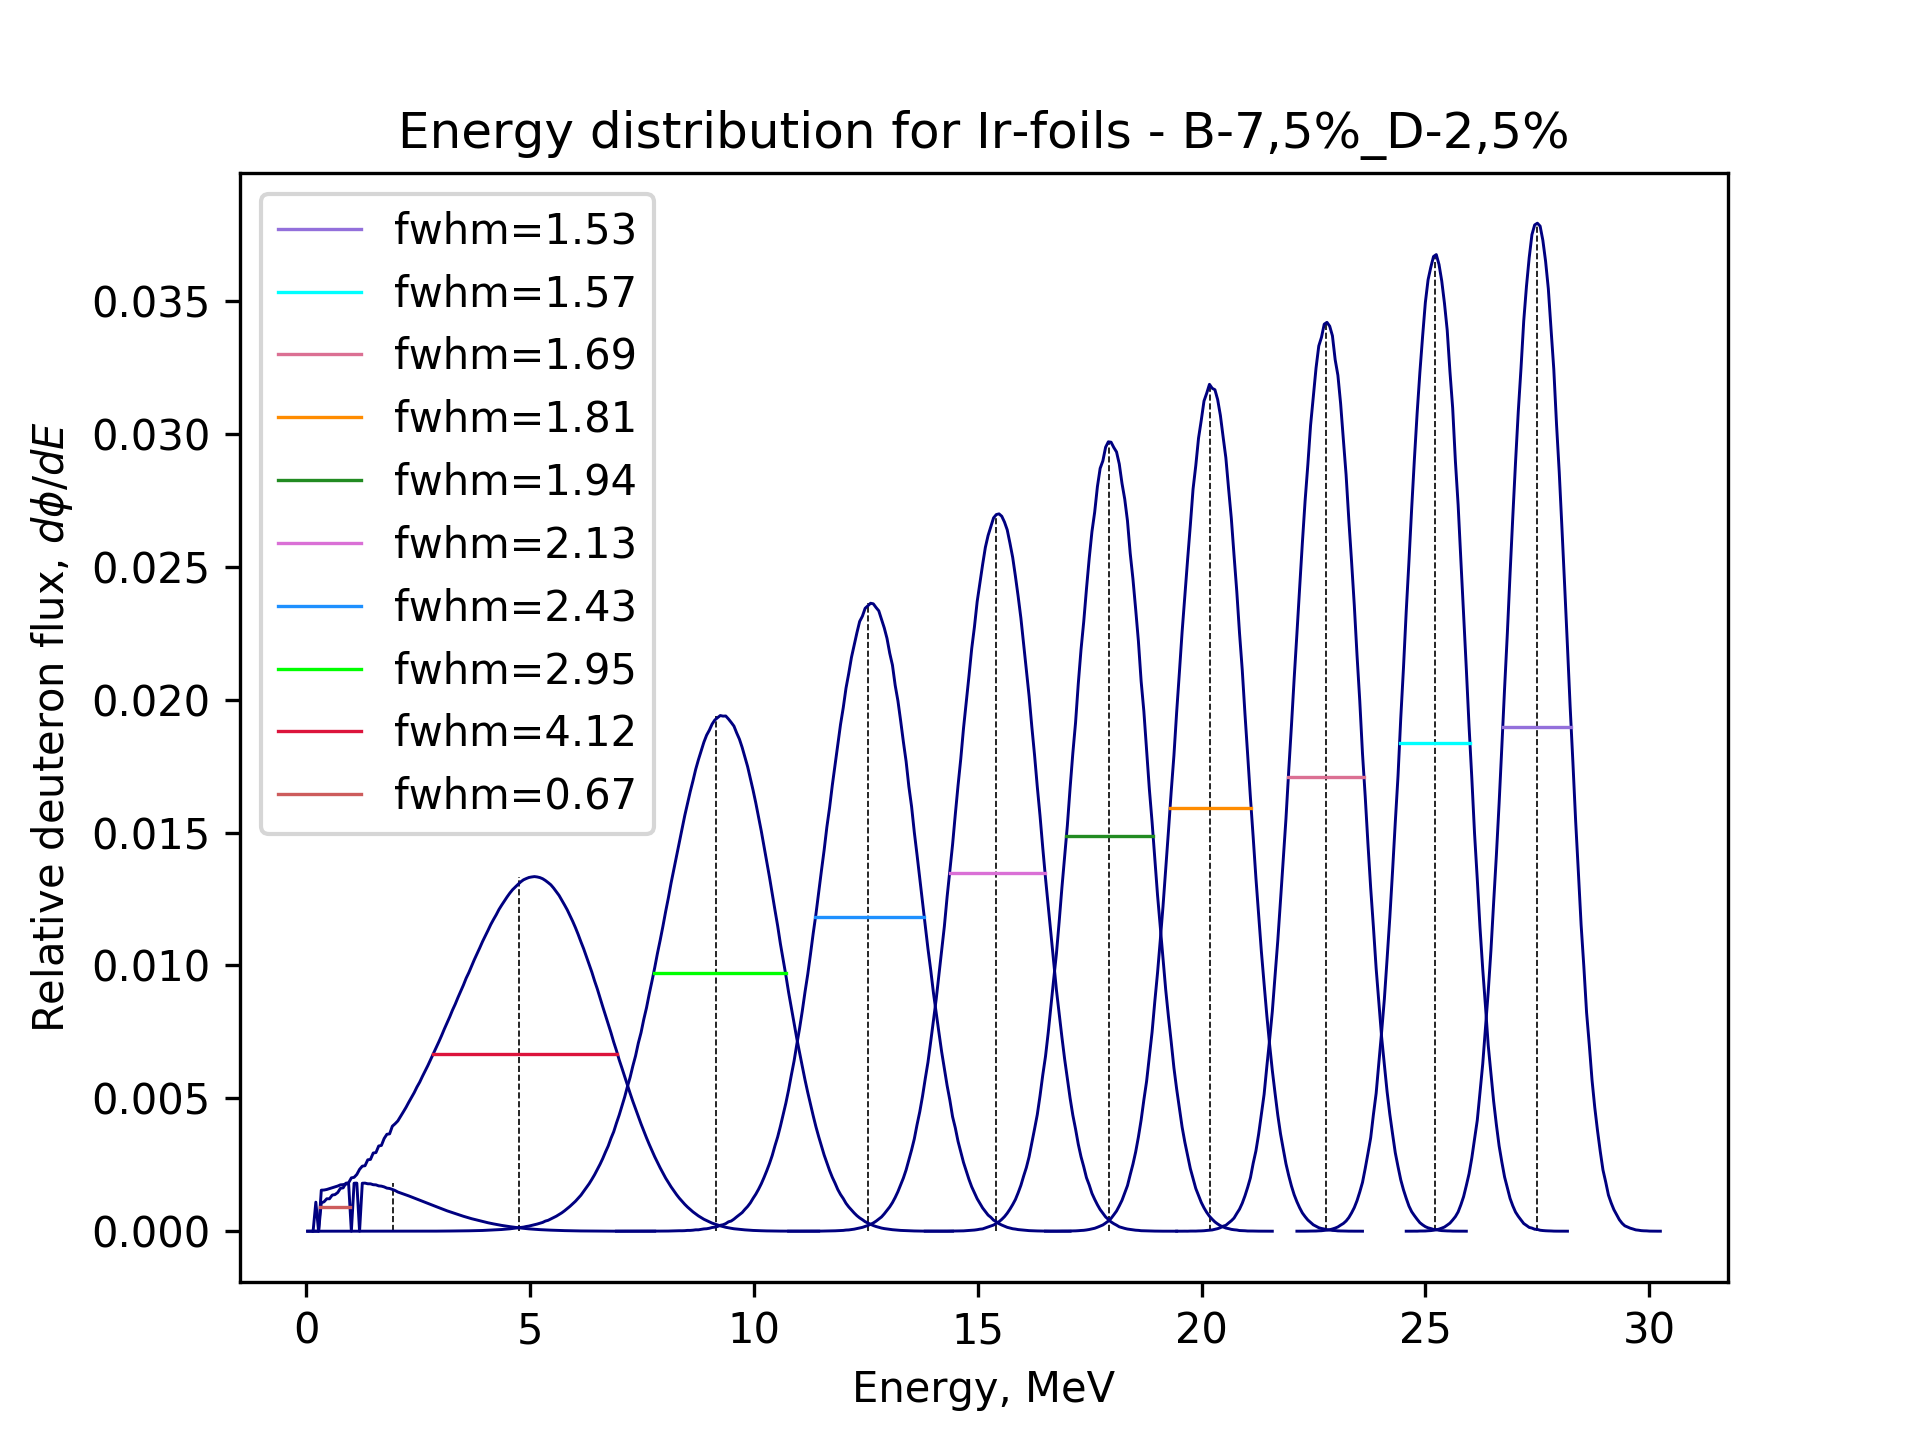 Energy distribution for Ir-foils - B-7,5%_D-2,5%
fwhm=1.53
fwhm=1.57
fwhm=1.69
fwhm=1.81
fwhm=1.94
fwhm=2.13
fwhm=2.43
fwhm=2.95
fwhm=4.12
fwhm=0.67
Relative deuteron flux, dϕ/dE
0.035
0.030
0.025
0.020
0.015
0.010
0.005
0.000
0 5 10 15 20 25 30
Energy, MeV